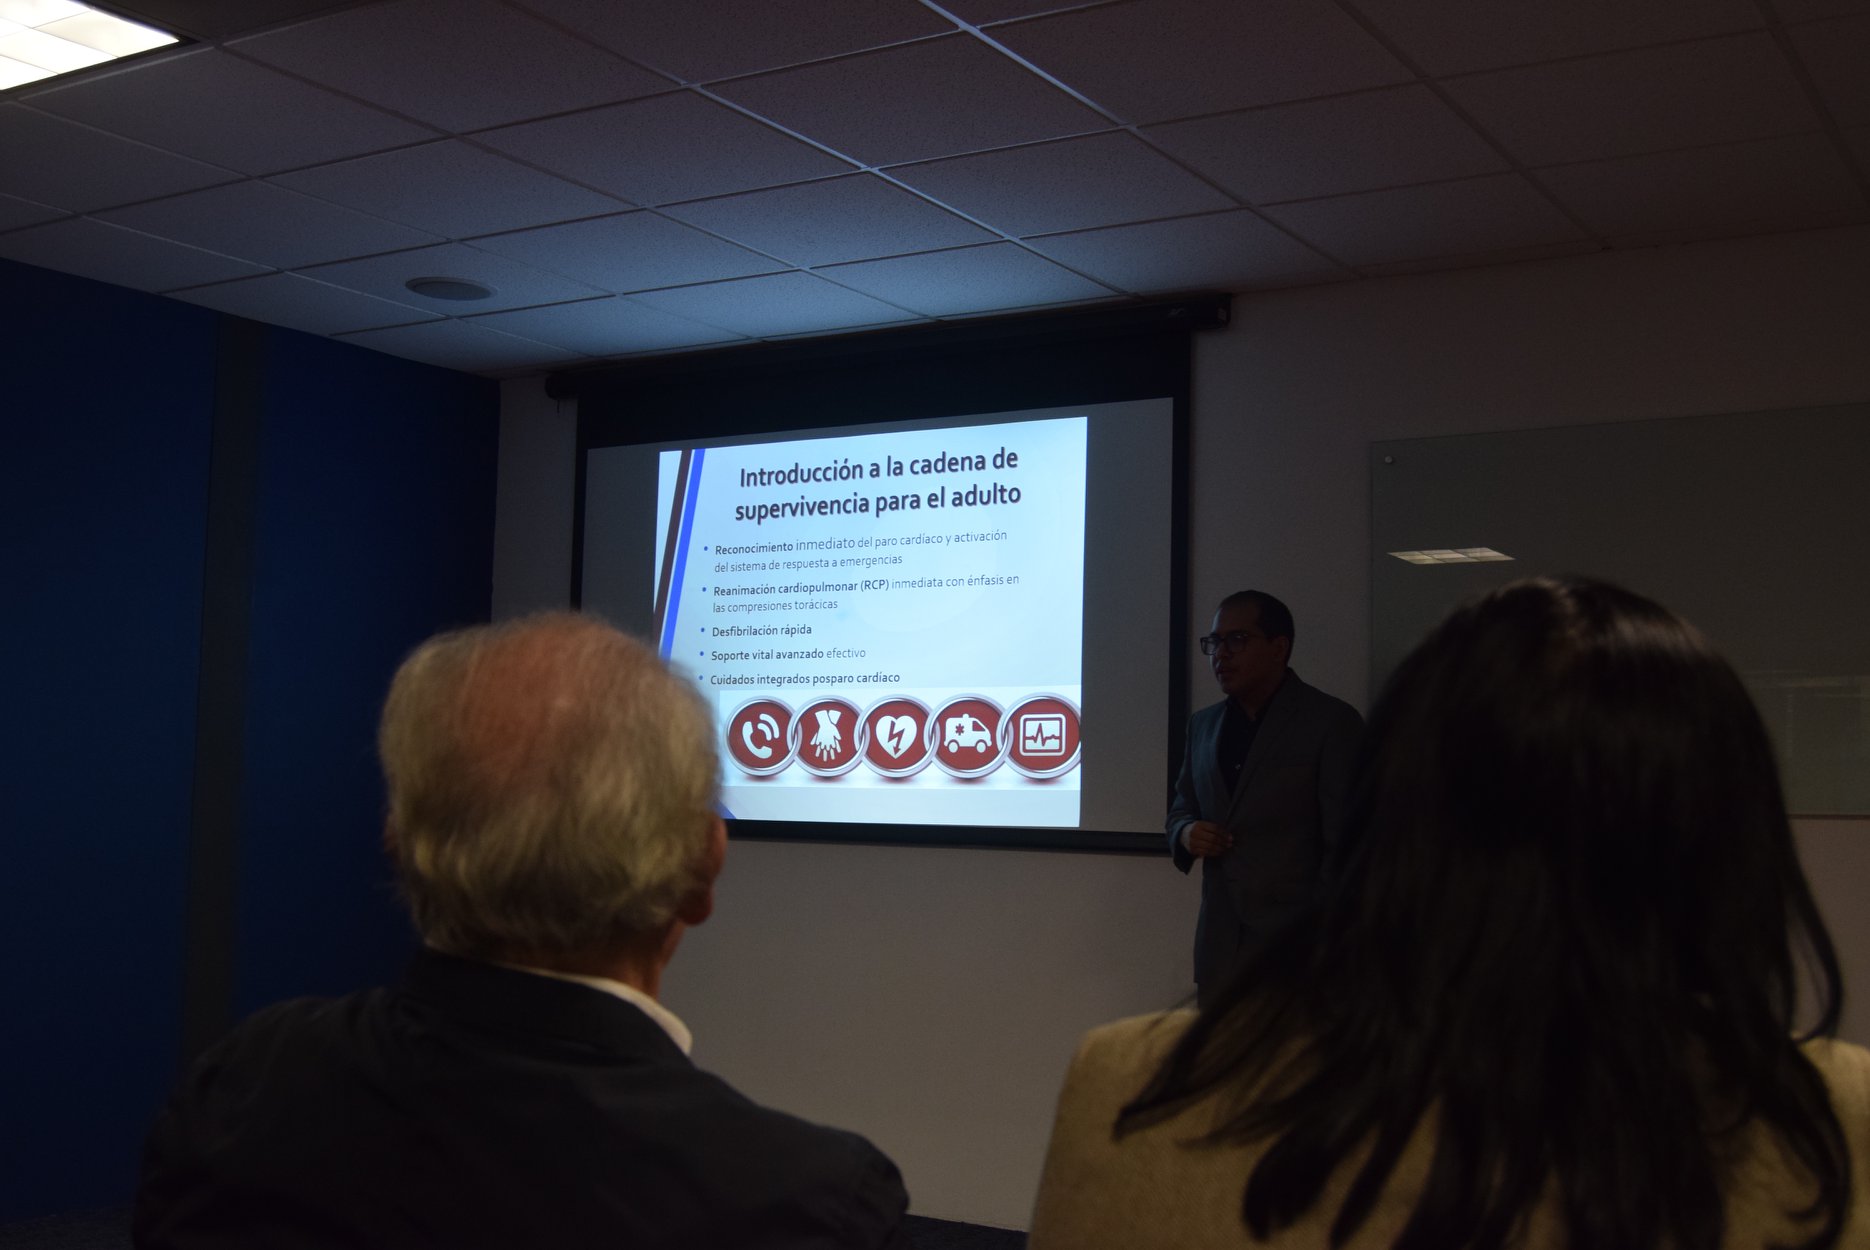 Introducción a la cadena de
supervivencia para el adulto
• Reconocimiento inmediato del paro cardíaco y activación
del sistema de respuesta a emergencias
• Reanimación cardiopulmonar (RCP) inmediata con énfasis en
las compresiones torácicas
• Desfibrilación rápida
• Soporte vital avanzado efectivo
• Cuidados integrados posparo cardíaco